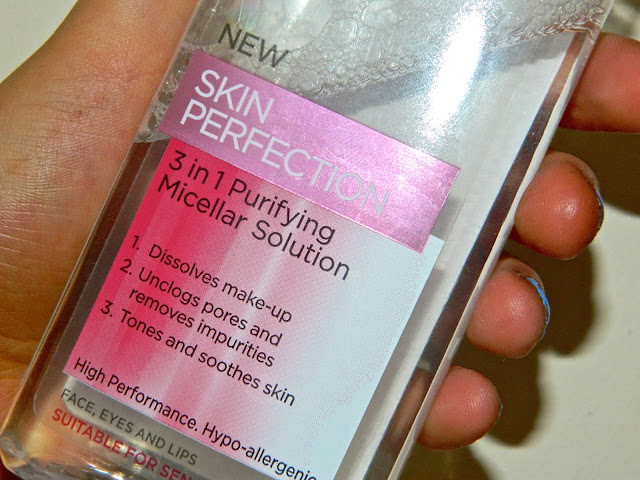 NEW
SKIN
PERFECTION
3 in 1 Purifying
Micellar Solution
1. Dissolves make-up
2. Unclogs pores and
removes impurities
3. Tones and soothes skin
High Performance. Hypo-allergenic
FACE, EYES AND LIPS
SUITABLE FOR SEN